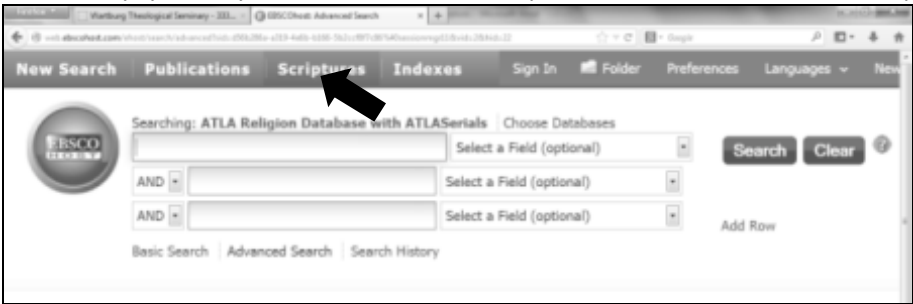 Wartburg Theological Seminary - 333... EBSCOhost: Advanced Search
New Search Publications Scriptures Indexes Sign In Folder Preferences Languages New
Searching: ATLA Religion Database with ATLASerials Choose Databases
EBSCO HOST
Select a Field (optional) Search Clear
AND Select a Field (optional)
AND Select a Field (optional) Add Row
Basic Search Advanced Search Search History